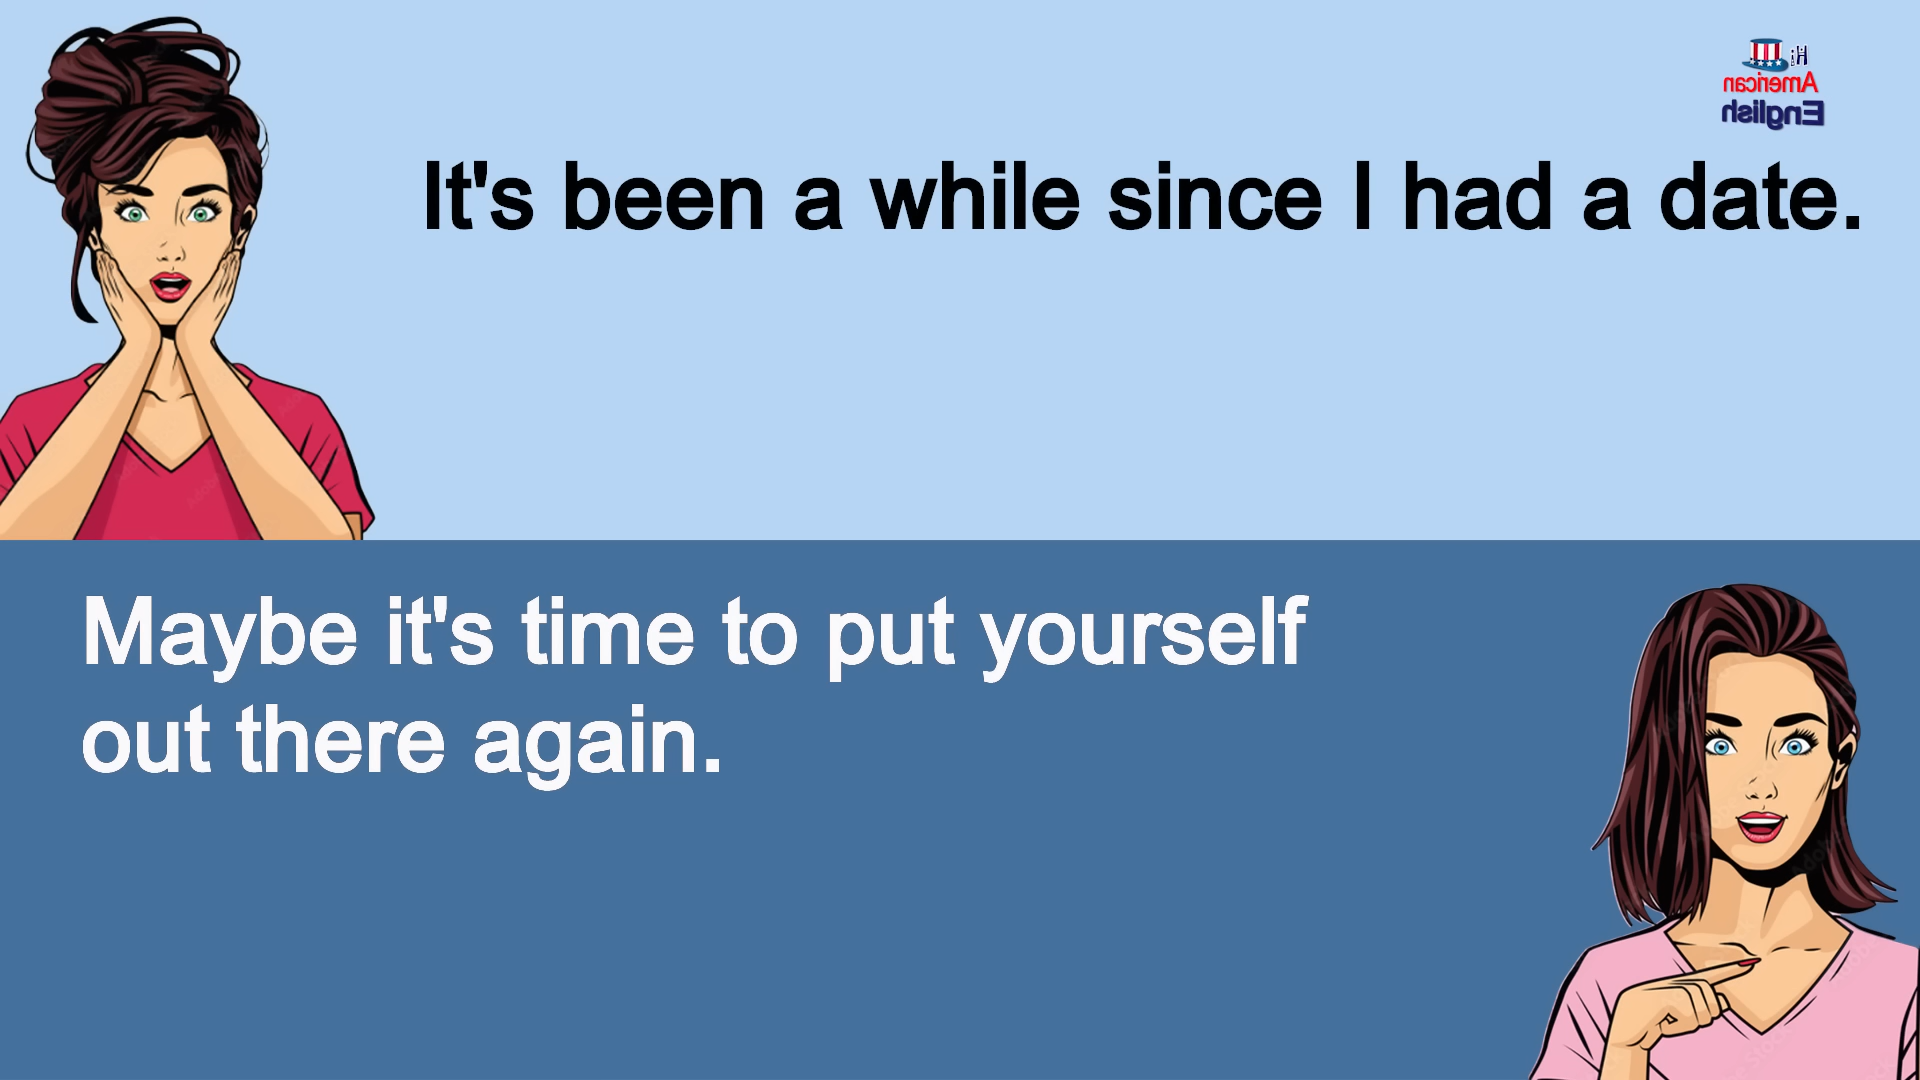 Hi
American
English
It's been a while since I had a date.
Maybe it's time to put yourself
out there again.